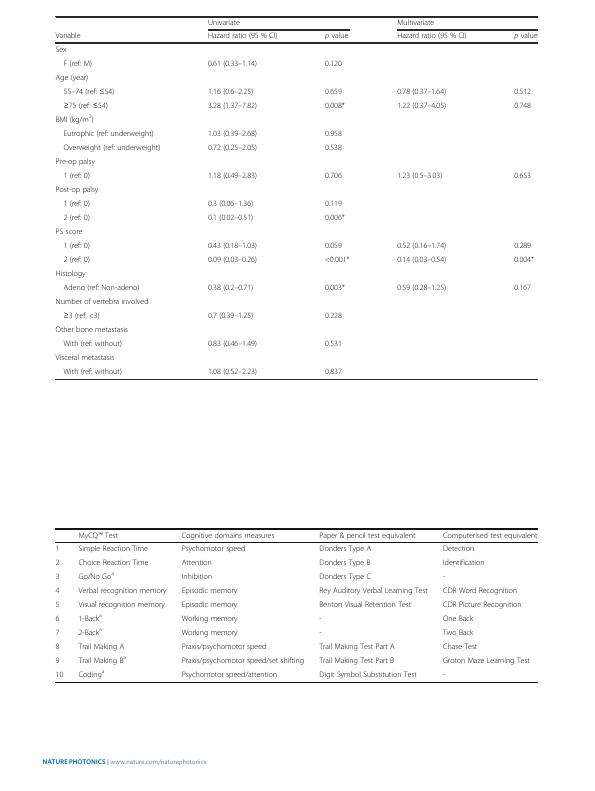 Univariate Multivariate
Variable Hazard ratio (95 % CI) p value Hazard ratio (95 % CI) p value
Sex
F (ref: M) 0.61 (0.33–1.14) 0.120
Age (year)
55–74 (ref: ≤54) 1.16 (0.6–2.25) 0.659 0.78 (0.37–1.64) 0.512
≥75 (ref: ≤54) 3.28 (1.37–7.82) 0.008* 1.22 (0.37–4.05) 0.748
BMI (kg/m²)
Eutrophic (ref: underweight) 1.03 (0.39–2.68) 0.958
Overweight (ref: underweight) 0.72 (0.25–2.05) 0.538
Pre-op palsy
1 (ref: 0) 1.18 (0.49–2.83) 0.706 1.23 (0.5–3.03) 0.653
Post-op palsy
1 (ref: 0) 0.3 (0.06–1.36) 0.119
2 (ref: 0) 0.1 (0.02–0.51) 0.006*
PS score
1 (ref: 0) 0.43 (0.18–1.03) 0.059 0.52 (0.16–1.74) 0.289
2 (ref: 0) 0.09 (0.03–0.26) <0.001* 0.14 (0.03–0.54) 0.004*
Histology
Adeno (ref: Non-adeno) 0.38 (0.2–0.71) 0.003* 0.59 (0.28–1.25) 0.167
Number of vertebra involved
≥3 (ref: <3) 0.7 (0.39–1.25) 0.228
Other bone metastasis
With (ref: without) 0.83 (0.46–1.49) 0.531
Visceral metastasis
With (ref: without) 1.08 (0.52–2.23) 0.837
MyCQ™ Test Cognitive domains measures Paper & pencil test equivalent Computerised test equivalent
1 Simple Reaction Time Psychomotor speed Donders Type A Detection
2 Choice Reaction Time Attention Donders Type B Identification
3 Go/No Goᵃ Inhibition Donders Type C -
4 Verbal recognition memory Episodic memory Rey Auditory Verbal Learning Test CDR Word Recognition
5 Visual recognition memory Episodic memory Benton Visual Retention Test CDR Picture Recognition
6 1-Backᵃ Working memory - One Back
7 2-Backᵃ Working memory - Two Back
8 Trail Making A Praxis/psychomotor speed Trail Making Test Part A Chase Test
9 Trail Making Bᵃ Praxis/psychomotor speed/set shifting Trail Making Test Part B Groton Maze Learning Test
10 Codingᵃ Psychomotor speed/attention Digit Symbol Substitution Test -
NATURE PHOTONICS | www.com/naturephotonics